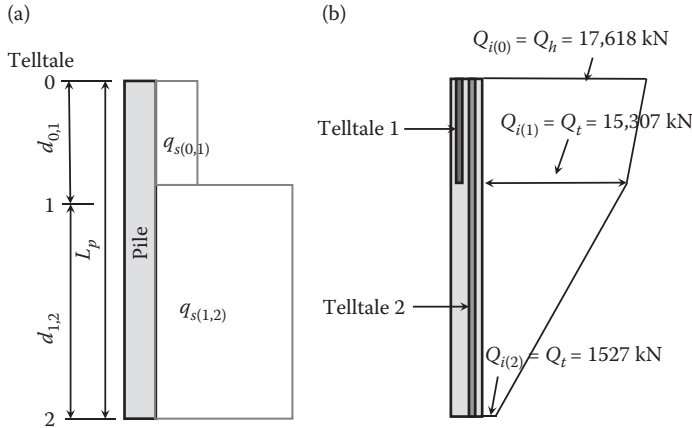 (a)
Telltale
0
d0,1
qs(0,1)
1
Lp
Pile
d1,2
qs(1,2)
2
(b)
Qi(0) = Qh = 17,618 kN
Telltale 1
Qi(1) = Qt = 15,307 kN
Telltale 2
Qi(2) = Qt = 1527 kN